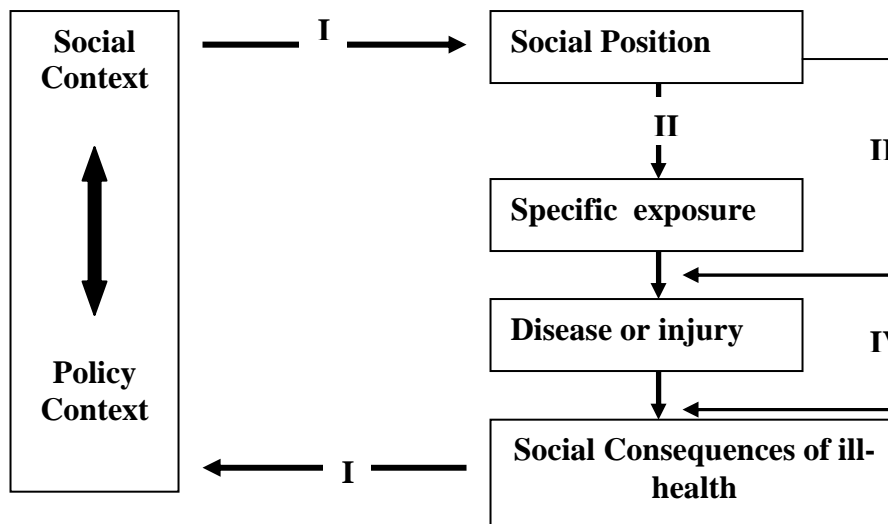 Social
Context
Policy
Context
I
Social Position
II
Specific exposure
Disease or injury
Social Consequences of ill-
health
I